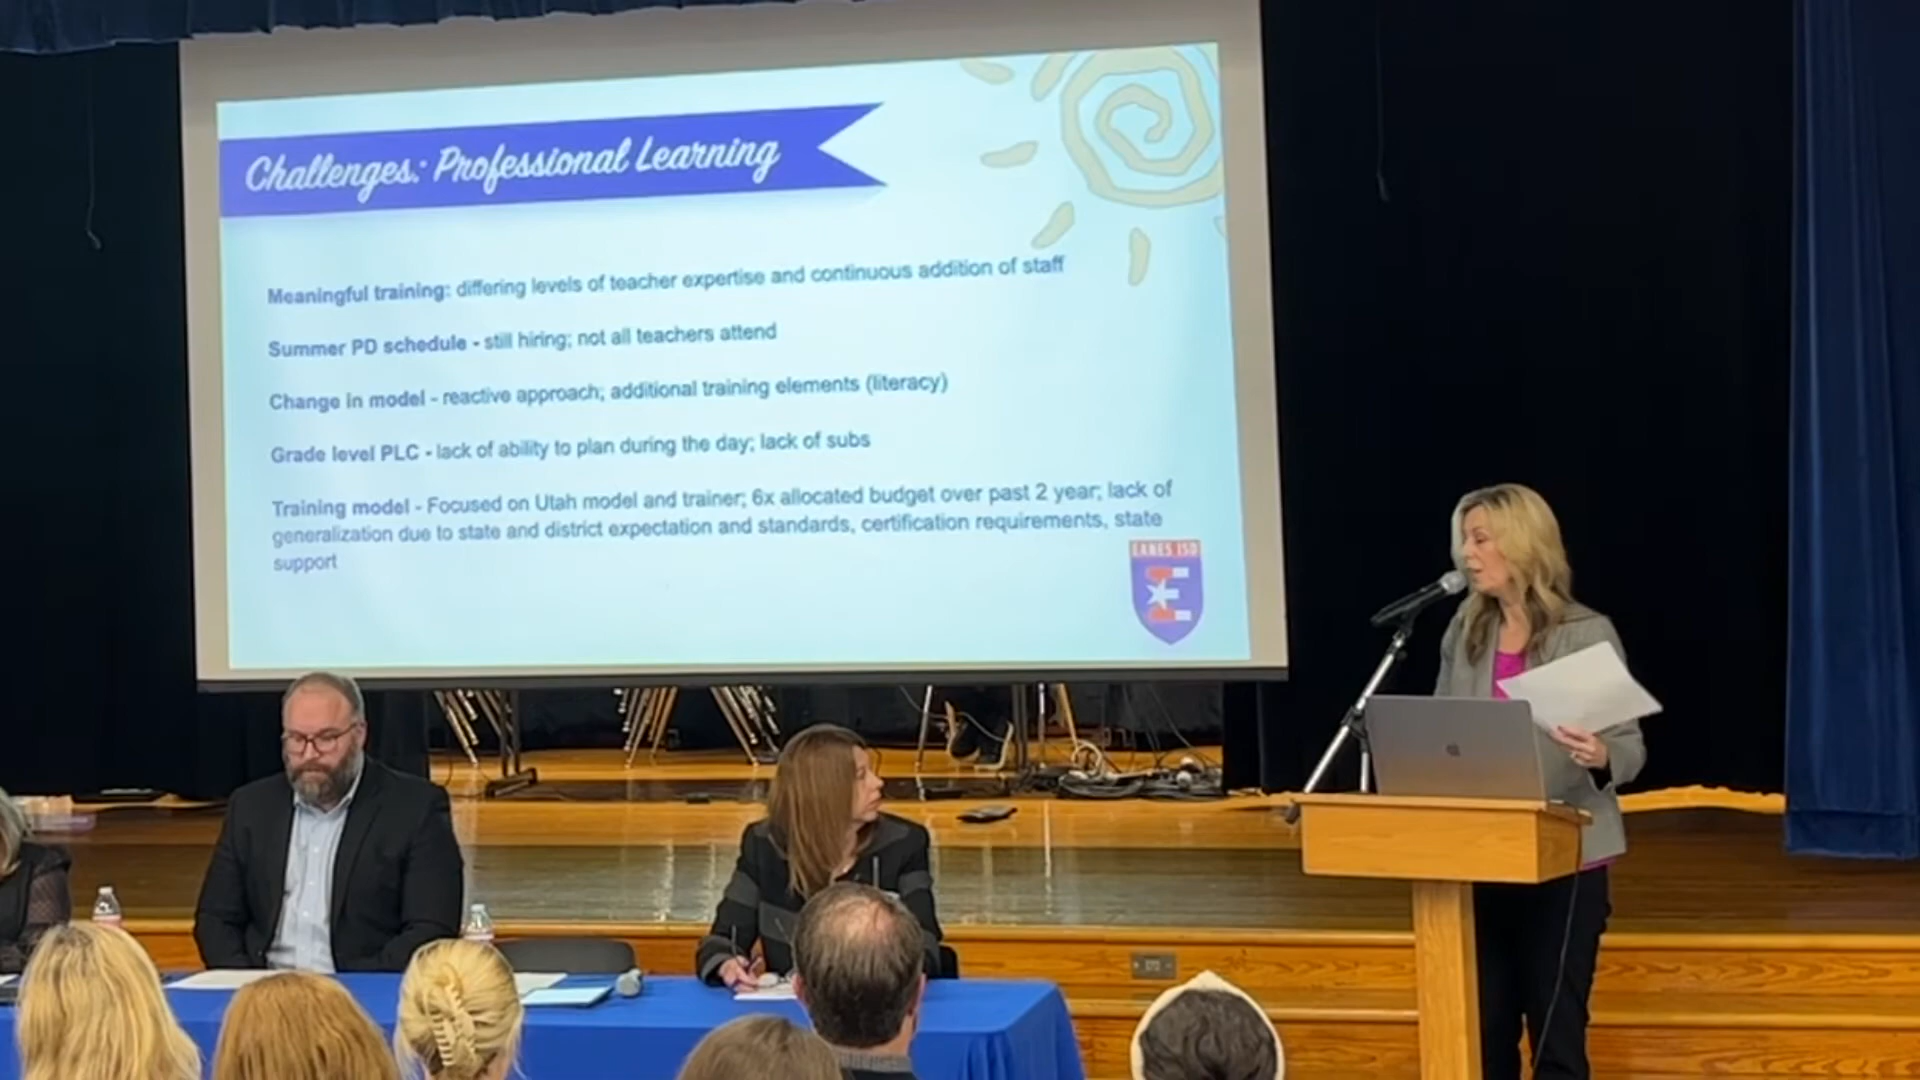 Challenges: Professional Learning
Meaningful training: differing levels of teacher expertise and continuous addition of staff
Summer PD schedule - still hiring; not all teachers attend
Change in model - reactive approach; additional training elements (literacy)
Grade level PLC - lack of ability to plan during the day; lack of subs
Training model - Focused on Utah model and trainer; 6x allocated budget over past 2 year; lack of
generalization due to state and district expectation and standards, certification requirements, state
support
EANES ISD
E